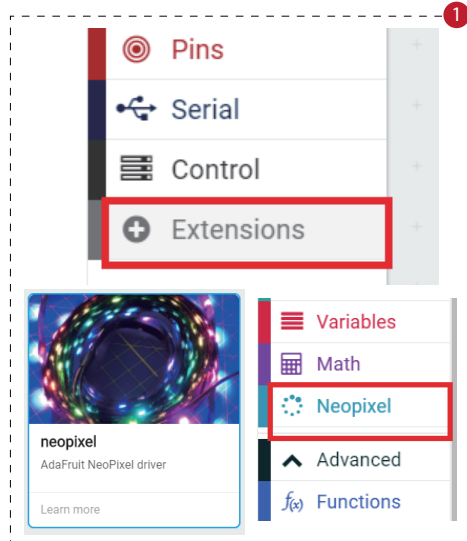 1
Pins
Serial
Control
Extensions
neopixel
AdaFruit NeoPixel driver
Learn more
Variables
Math
Neopixel
Advanced
f(x) Functions